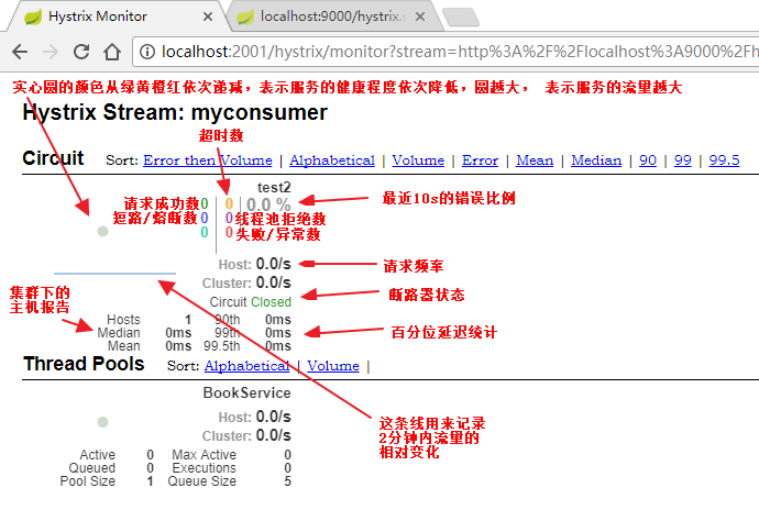 Hystrix Monitor
localhost:9000/hystrix.s
localhost:2001/hystrix/monitor?stream=http%3A%2F%2Flocalhost%3A9000%2Fh
实心圆的颜色从绿黄橙红依次递减，表示服务的健康程度依次降低，圆越大， 表示服务的流量越大
Hystrix Stream: myconsumer
超时数
Circuit Sort: Error then Volume | Alphabetical | Volume | Error | Mean | Median | 90 | 99 | 99.5
test2
请求成功数 0 0 0.0 % 最近10s的错误比例
短路/熔断数 0 0 线程池拒绝数
0 0 失败/异常数
Host: 0.0/s 请求频率
Cluster: 0.0/s
Circuit Closed 断路器状态
集群下的
主机报告
Hosts 1 90th 0ms
Median 0ms 99th 0ms 百分位延迟统计
Mean 0ms 99.5th 0ms
Thread Pools Sort: Alphabetical | Volume |
BookService
Host: 0.0/s
Cluster: 0.0/s
这条线用来记录
2分钟内流量的
相对变化
Active 0 Max Active 0
Queued 0 Executions 0
Pool Size 1 Queue Size 5